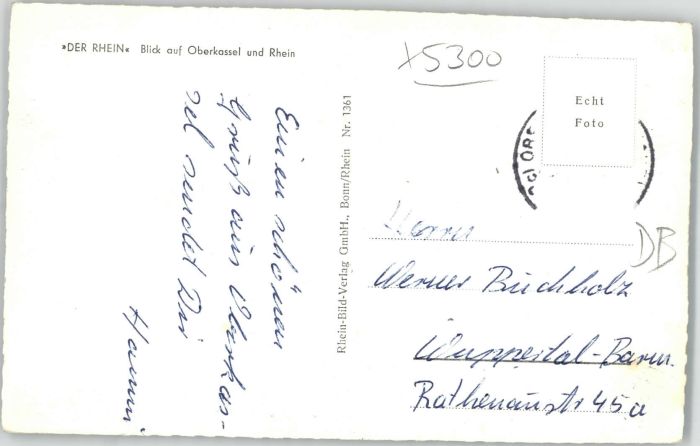 »DER RHEIN« Blick auf Oberkassel und Rhein
x5300
Echt
Foto
Einen schönen
Gruß aus Oberkas-
sel sendet Dir
Hanni
Rhein-Bild-Verlag GmbH., Bonn/Rhein Nr. 1361
Herrn
Werner Buchholz
Wuppertal-Barm.
Rathenaustr 45a
DB